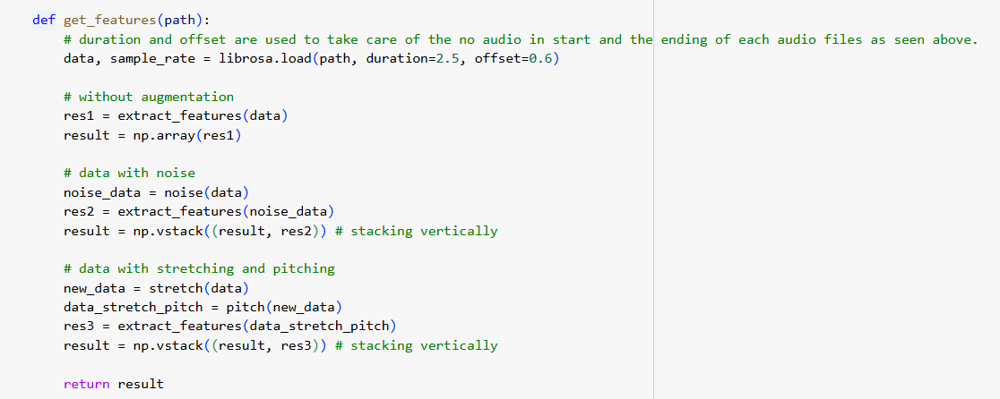 def get_features(path):
    # duration and offset are used to take care of the no audio in start and the ending of each audio files as seen above.
    data, sample_rate = librosa.load(path, duration=2.5, offset=0.6)

    # without augmentation
    res1 = extract_features(data)
    result = np.array(res1)

    # data with noise
    noise_data = noise(data)
    res2 = extract_features(noise_data)
    result = np.vstack((result, res2)) # stacking vertically

    # data with stretching and pitching
    new_data = stretch(data)
    data_stretch_pitch = pitch(new_data)
    res3 = extract_features(data_stretch_pitch)
    result = np.vstack((result, res3)) # stacking vertically

    return result